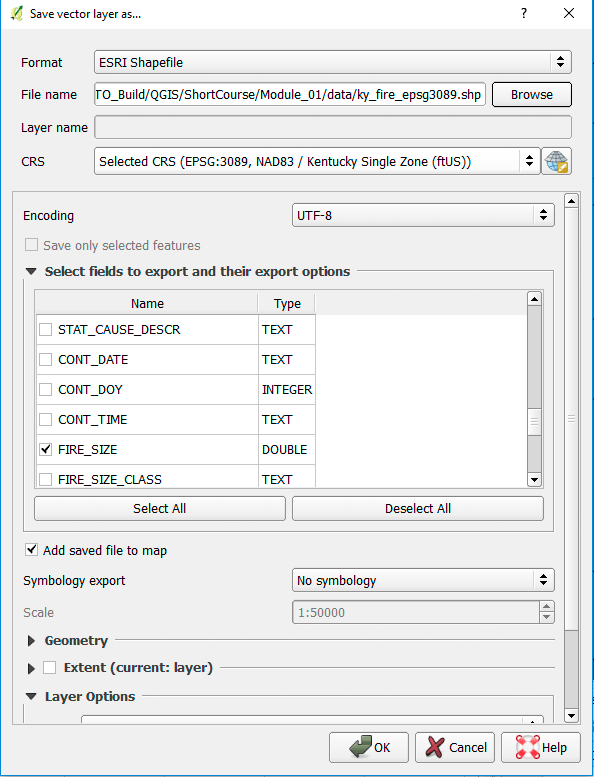 Save vector layer as...
?
Format
ESRI Shapefile
File name
TO_Build/QGIS/ShortCourse/Module_01/data/ky_fire_epsg3089.shp
Browse
Layer name
CRS
Selected CRS (EPSG:3089, NAD83 / Kentucky Single Zone (ftUS))
Encoding
UTF-8
Save only selected features
Select fields to export and their export options
Name Type
STAT_CAUSE_DESCR TEXT
CONT_DATE TEXT
CONT_DOY INTEGER
CONT_TIME TEXT
FIRE_SIZE DOUBLE
FIRE_SIZE_CLASS TEXT
Select All
Deselect All
Add saved file to map
Symbology export
No symbology
Scale
1:50000
Geometry
Extent (current: layer)
Layer Options
OK
Cancel
Help